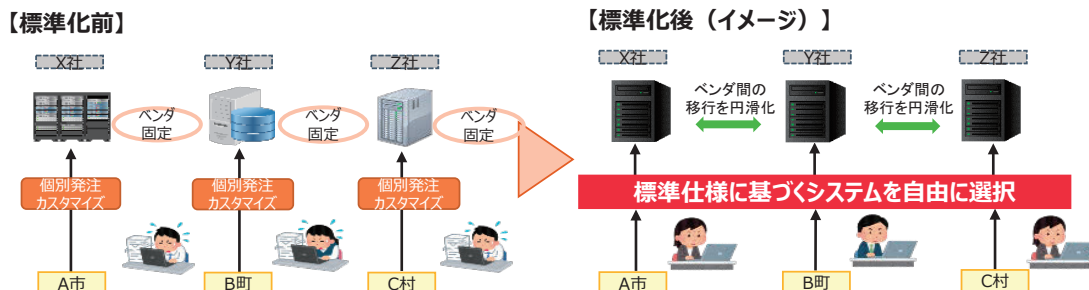 【標準化前】
X社
Y社
Z社
ベンダ
固定
ベンダ
固定
ベンダ
固定
個別発注
カスタマイズ
個別発注
カスタマイズ
個別発注
カスタマイズ
A市
B町
C村
【標準化後（イメージ）】
X社
Y社
Z社
ベンダ間の
移行を円滑化
ベンダ間の
移行を円滑化
標準仕様に基づくシステムを自由に選択
A市
B町
C村